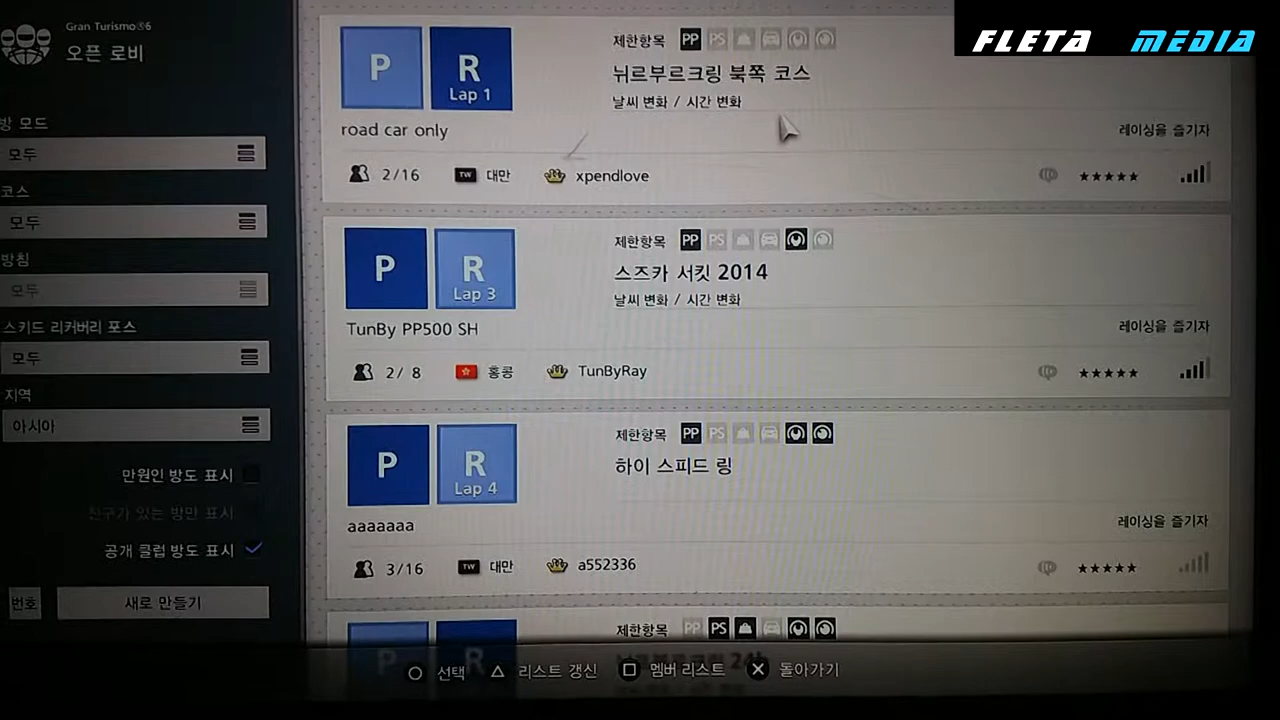 FLETA MEDIA
Gran Turismo®6
오픈 로비
방 모드
모두
코스
모두
방침
모두
스키드 리커버리 포스
모두
지역
아시아
만원인 방도 표시
친구가 있는 방만 표시
공개 클럽 방도 표시
번호
새로 만들기
P
R
Lap 1
제한항목 PP PS
뉘르부르크링 북쪽 코스
날씨 변화 / 시간 변화
road car only
레이싱을 즐기자
2/16 TW 대만 xpendlove
★★★★★
P
R
Lap 3
제한항목 PP PS
스즈카 서킷 2014
날씨 변화 / 시간 변화
TunBy PP500 SH
레이싱을 즐기자
2/ 8 홍콩 TunByRay
★★★★★
P
R
Lap 4
제한항목 PP PS
하이 스피드 링
aaaaaaa
레이싱을 즐기자
3/16 TW 대만 a552336
★★★★★
P
R
제한항목 PP PS
선택 리스트 갱신 멤버 리스트 돌아가기